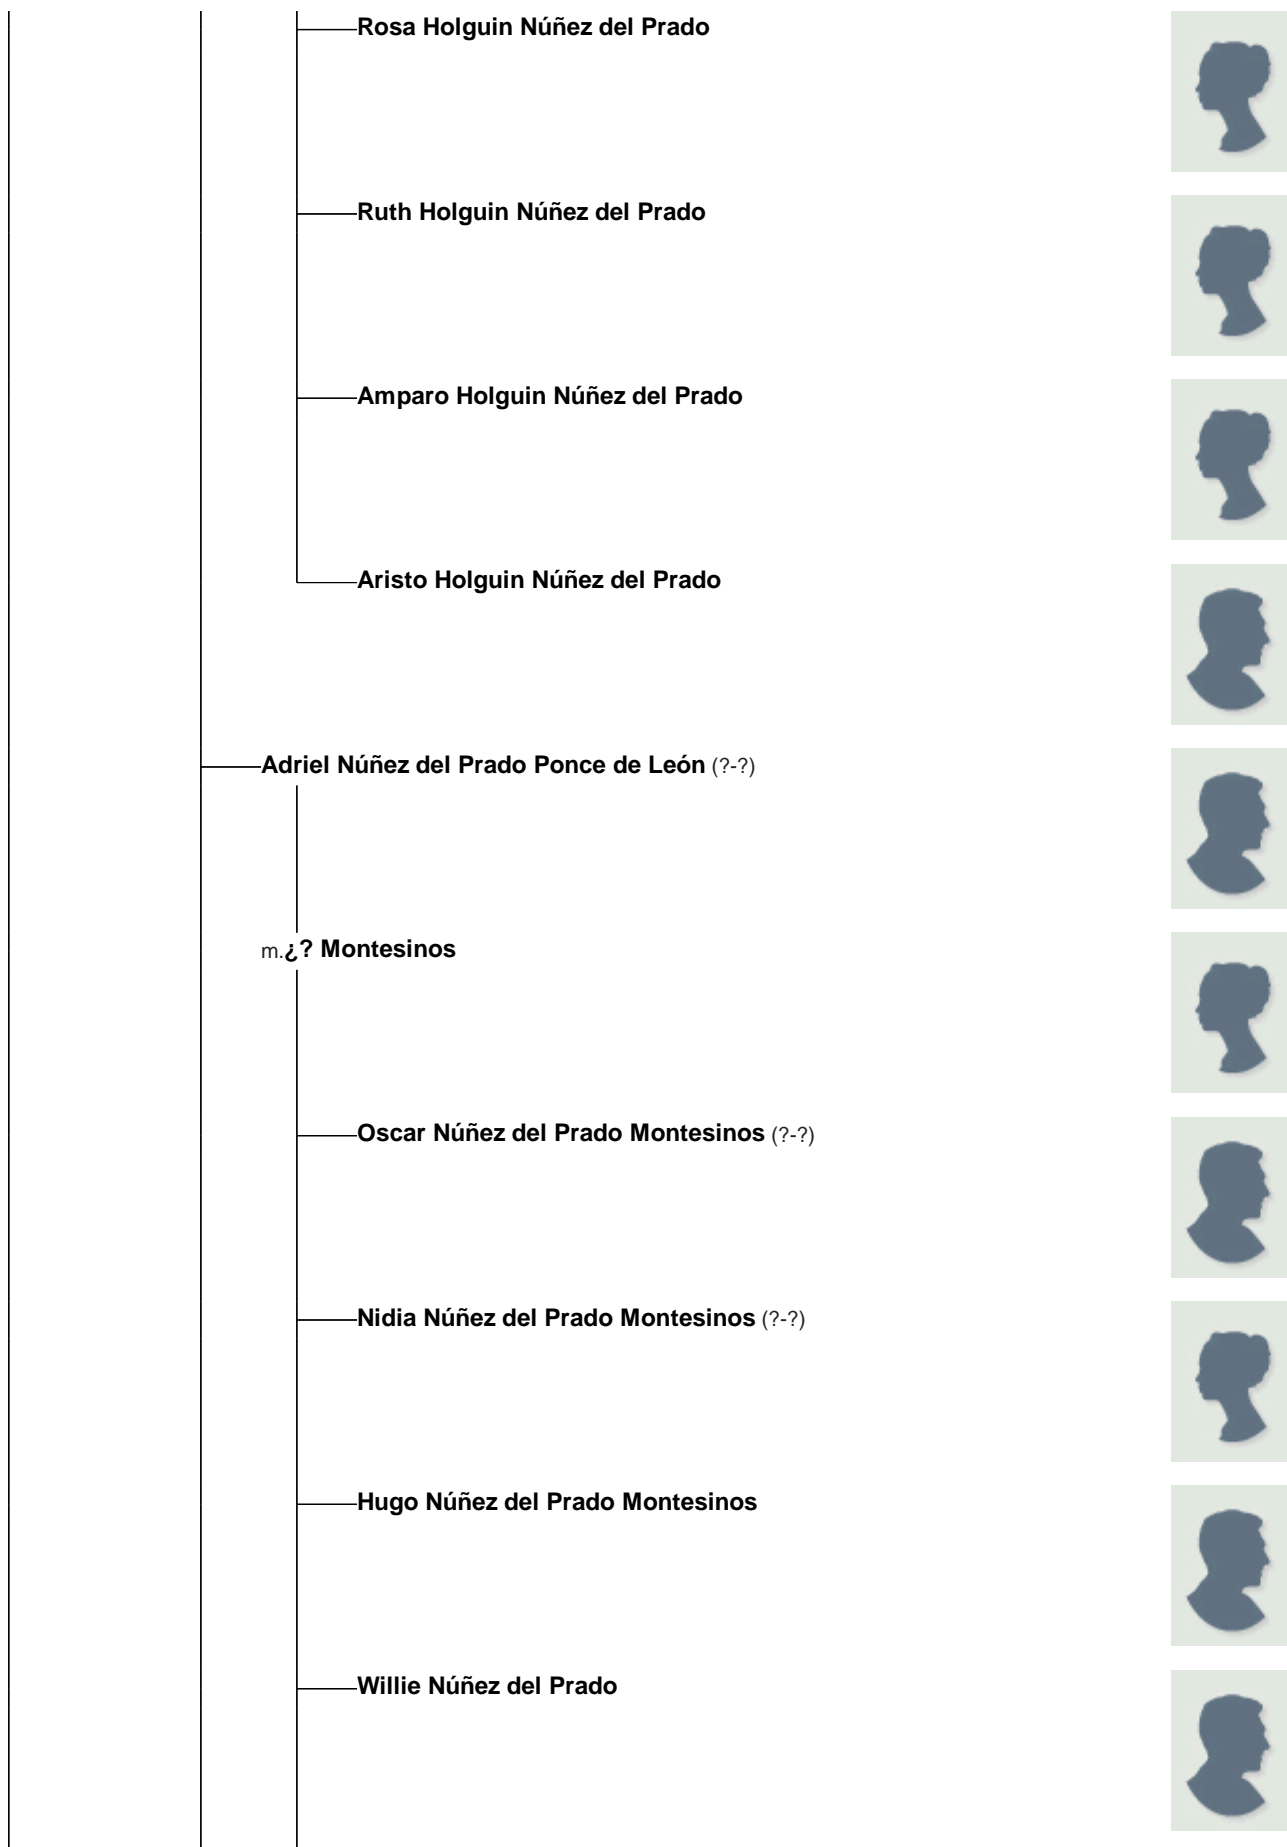 Rosa Holguin Núñez del Prado
Ruth Holguin Núñez del Prado
Amparo Holguin Núñez del Prado
Aristo Holguin Núñez del Prado
Adriel Núñez del Prado Ponce de León (?-?)
m.¿? Montesinos
Oscar Núñez del Prado Montesinos (?-?)
Nidia Núñez del Prado Montesinos (?-?)
Hugo Núñez del Prado Montesinos
Willie Núñez del Prado